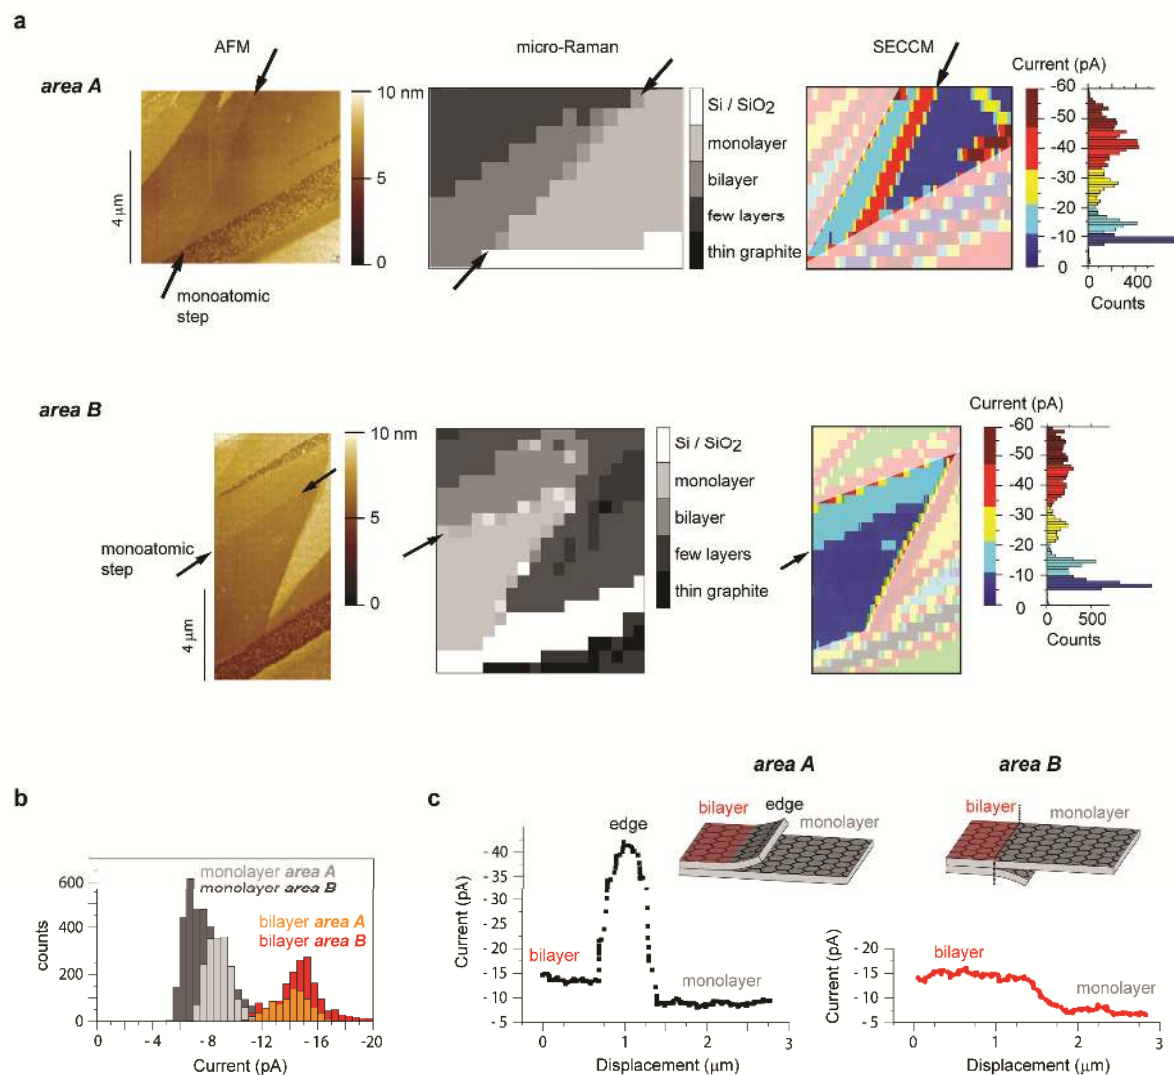 a
AFM
micro-Raman
SECCM
area A
10 nm
5
0
4 μm
monoatomic
step
Si / SiO2
monolayer
bilayer
few layers
thin graphite
Current (pA)
-60
-50
-40
-30
-20
-10
0
0 400
Counts
area B
10 nm
5
0
monoatomic
step
4 μm
Si / SiO2
monolayer
bilayer
few layers
thin graphite
Current (pA)
-60
-50
-40
-30
-20
-10
0
0 500
Counts
b
monolayer area A
monolayer area B
bilayer area A
bilayer area B
600
400
200
0
counts
0 -4 -8 -12 -16 -20
Current (pA)
c
area A
edge
bilayer
monolayer
area B
bilayer
monolayer
edge
- 40
- 35
- 30
- 25
- 20
- 15
- 10
- 5
Current (pA)
bilayer
monolayer
0 1 2 3
Displacement (μm)
- 20
- 15
- 10
- 5
Current (pA)
bilayer
monolayer
0 1 2 3
Displacement (μm)